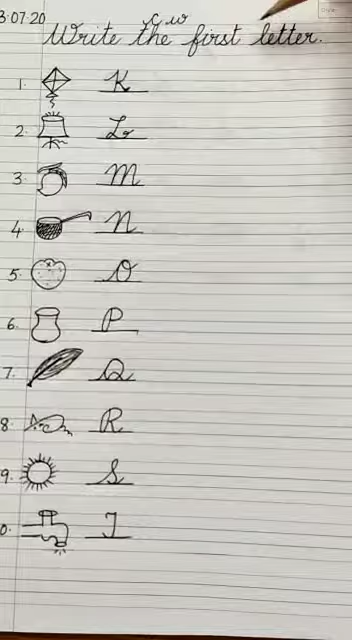 3.07.20
c.w
Write the first letter.
1. K
2. L
3. M
4. N
5. O
6. P
7. Q
8. R
9. S
0. T